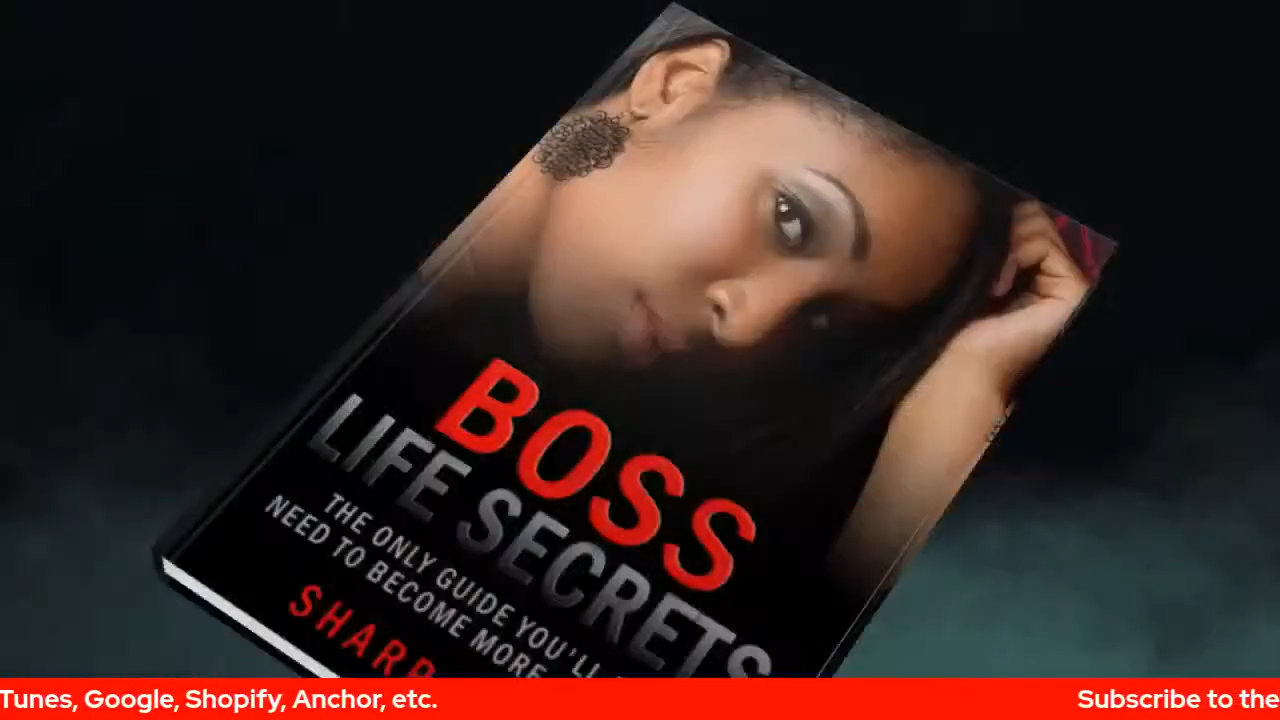 BOSS
LIFE SECRETS
THE ONLY GUIDE YOU'LL
NEED TO BECOME MORE
Tunes, Google, Shopify, Anchor, etc.
Subscribe to the